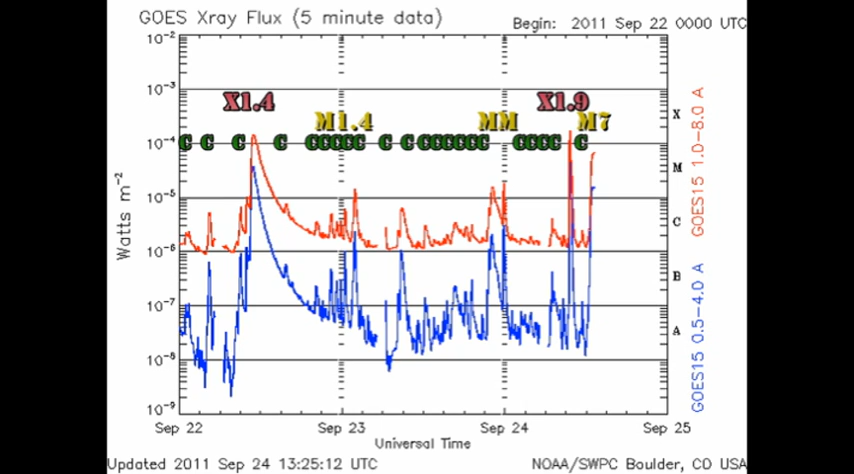 GOES Xray Flux (5 minute data)
Begin: 2011 Sep 22 0000 UTC
10-2
10-3
10-4
10-5
10-6
10-7
10-8
10-9
Watts m-2
X1.4
M1.4
MM
X1.9
M7
C C C C CCCCC C C CCCCCC CCCC C
X
M
C
B
A
GOES15 1.0-8.0 A
GOES15 0.5-4.0 A
Sep 22
Sep 23
Sep 24
Sep 25
Universal Time
Updated 2011 Sep 24 13:25:12 UTC
NOAA/SWPC Boulder, CO USA